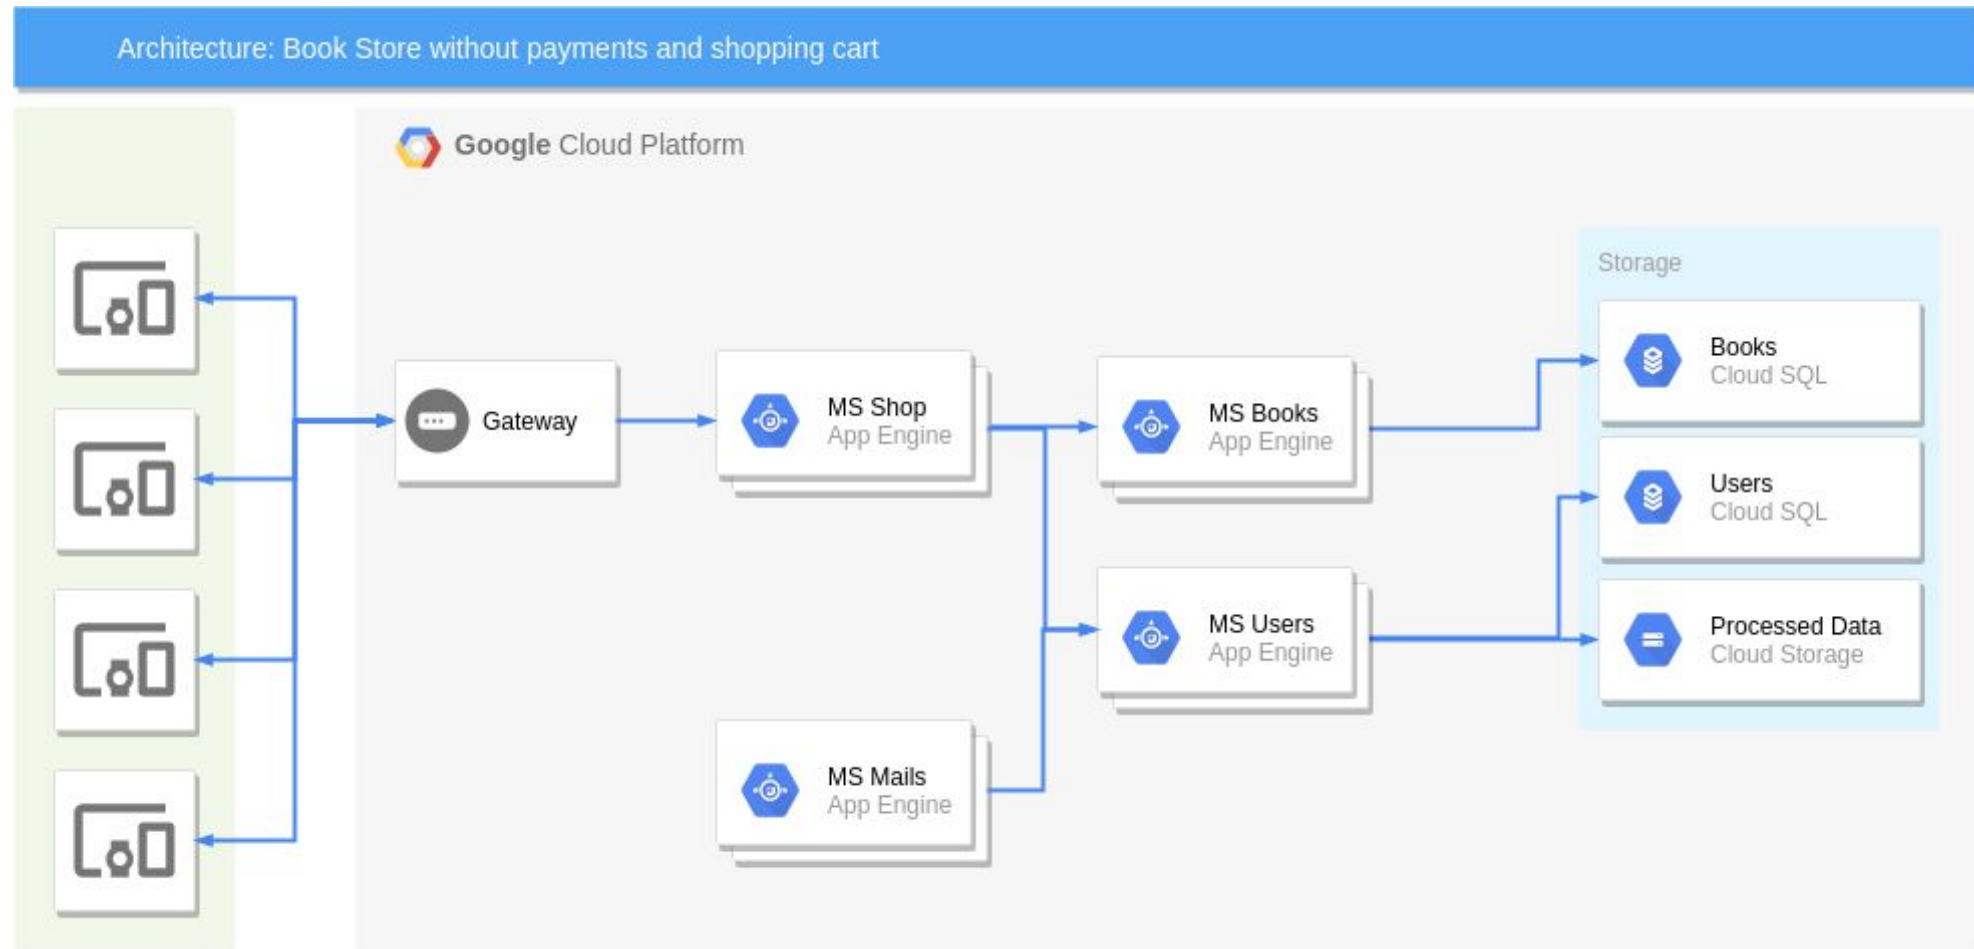 Architecture: Book Store without payments and shopping cart
Google Cloud Platform
Gateway
MS Shop
App Engine
MS Books
App Engine
MS Users
App Engine
MS Mails
App Engine
Storage
Books
Cloud SQL
Users
Cloud SQL
Processed Data
Cloud Storage